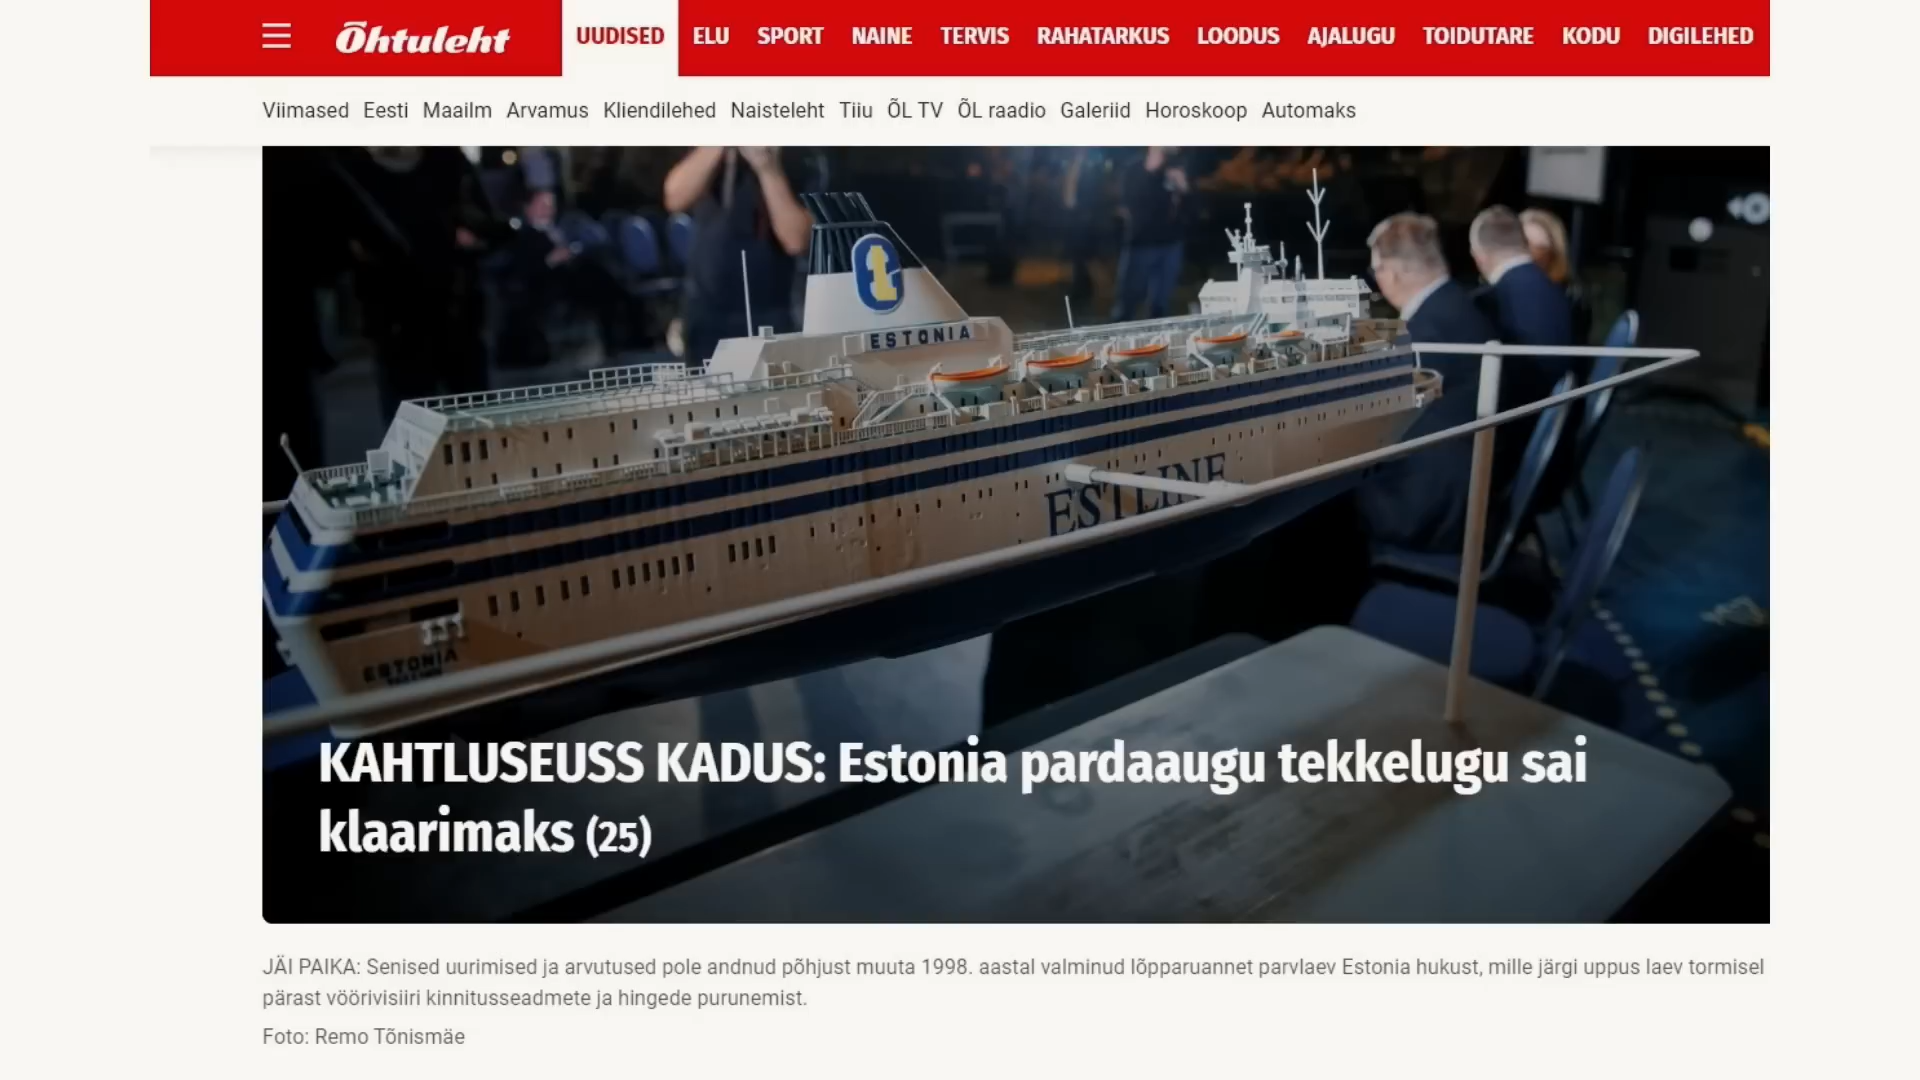 Õhtuleht
UUDISED ELU SPORT NAINE TERVIS RAHATARKUS LOODUS AJALUGU TOIDUTARE KODU DIGILEHED
Viimased Eesti Maailm Arvamus Kliendilehed Naisteleht Tiiu ÕL TV ÕL raadio Galeriid Horoskoop Automaks
ESTONIA
ESTLINE
ESTONIA
KAHTLUSEUSS KADUS: Estonia pardaaugu tekkelugu sai
klaarimaks (25)
JÄI PAIKA: Senised uurimised ja arvutused pole andnud põhjust muuta 1998. aastal valminud lõpparuannet parvlaev Estonia hukust, mille järgi uppus laev tormisel
pärast vöörivisiiri kinnitusseadmete ja hingede purunemist.
Foto: Remo Tõnismäe